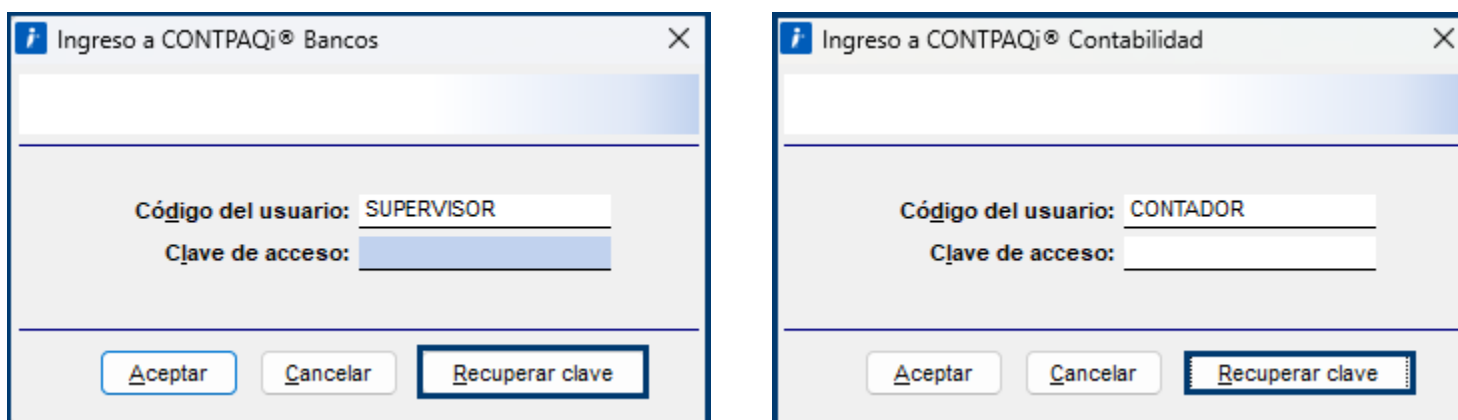 Ingreso a CONTPAQi® Bancos
Código del usuario: SUPERVISOR
Clave de acceso:
Aceptar Cancelar Recuperar clave
Ingreso a CONTPAQi® Contabilidad
Código del usuario: CONTADOR
Clave de acceso:
Aceptar Cancelar Recuperar clave